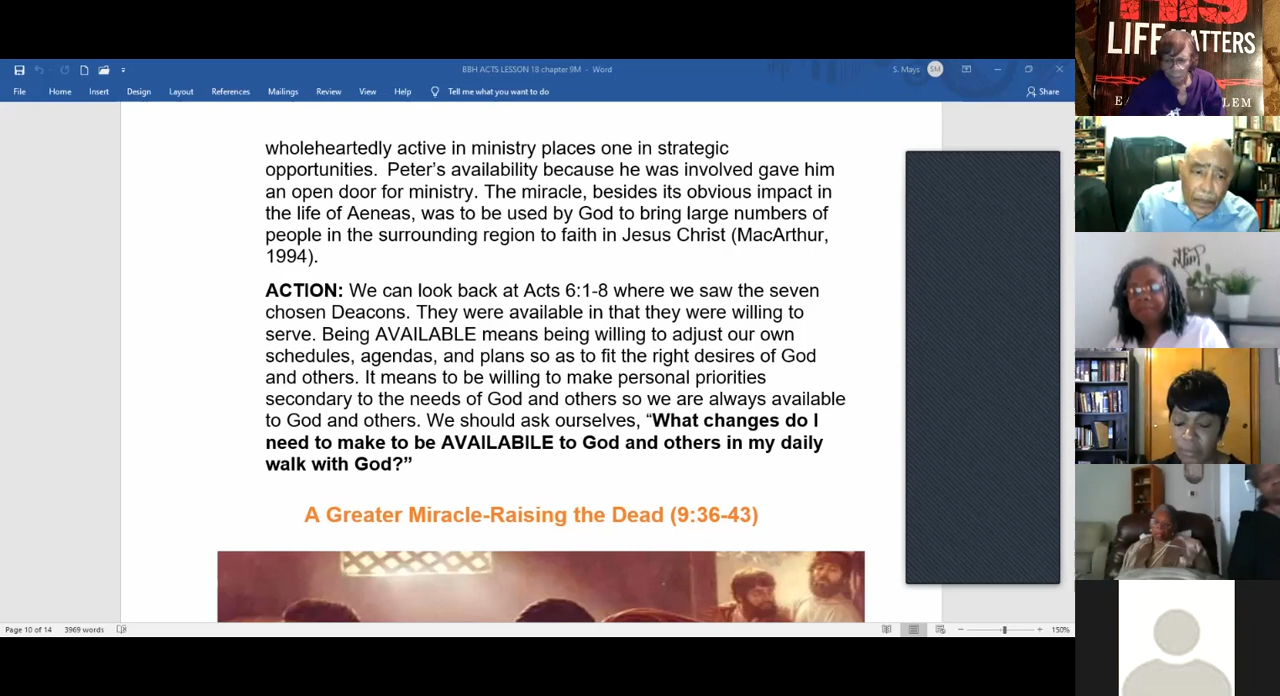 BBH ACTS LESSON 18 chapter 9M - Word
S. Mays SM
File Home Insert Design Layout References Mailings Review View Help Tell me what you want to do Share
wholeheartedly active in ministry places one in strategic
opportunities. Peter's availability because he was involved gave him
an open door for ministry. The miracle, besides its obvious impact in
the life of Aeneas, was to be used by God to bring large numbers of
people in the surrounding region to faith in Jesus Christ (MacArthur,
1994).
ACTION: We can look back at Acts 6:1-8 where we saw the seven
chosen Deacons. They were available in that they were willing to
serve. Being AVAILABLE means being willing to adjust our own
schedules, agendas, and plans so as to fit the right desires of God
and others. It means to be willing to make personal priorities
secondary to the needs of God and others so we are always available
to God and others. We should ask ourselves, “What changes do I
need to make to be AVAILABILE to God and others in my daily
walk with God?”
A Greater Miracle-Raising the Dead (9:36-43)
Page 10 of 14 3969 words
150%
HIS
LIFE MATTERS
LEM
Faith